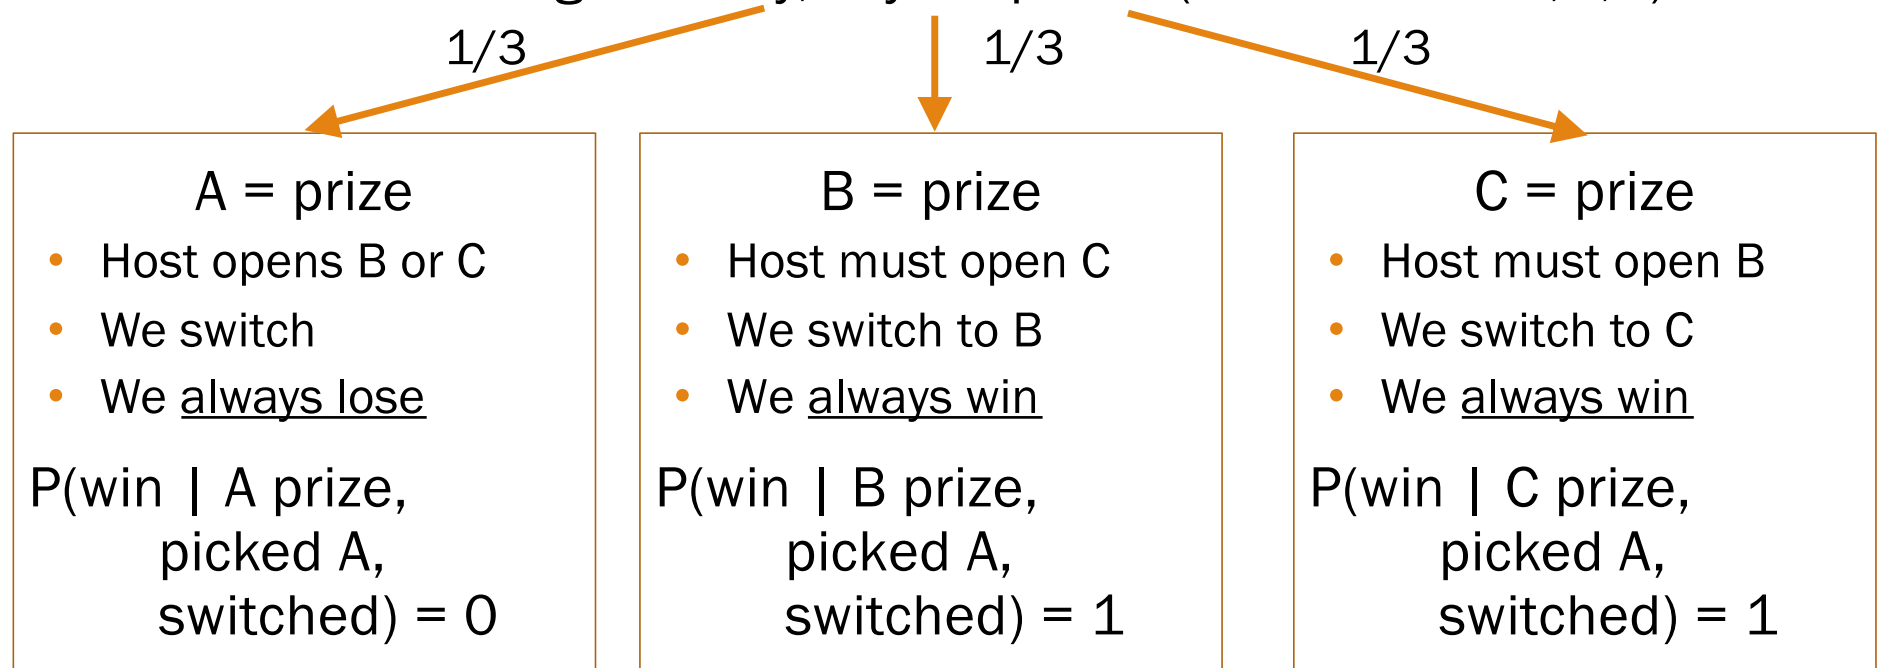 1/3
1/3
1/3
A = prize
• Host opens B or C
• We switch
• We always lose
P(win | A prize,
picked A,
switched) = 0
B = prize
• Host must open C
• We switch to B
• We always win
P(win | B prize,
picked A,
switched) = 1
C = prize
• Host must open B
• We switch to C
• We always win
P(win | C prize,
picked A,
switched) = 1